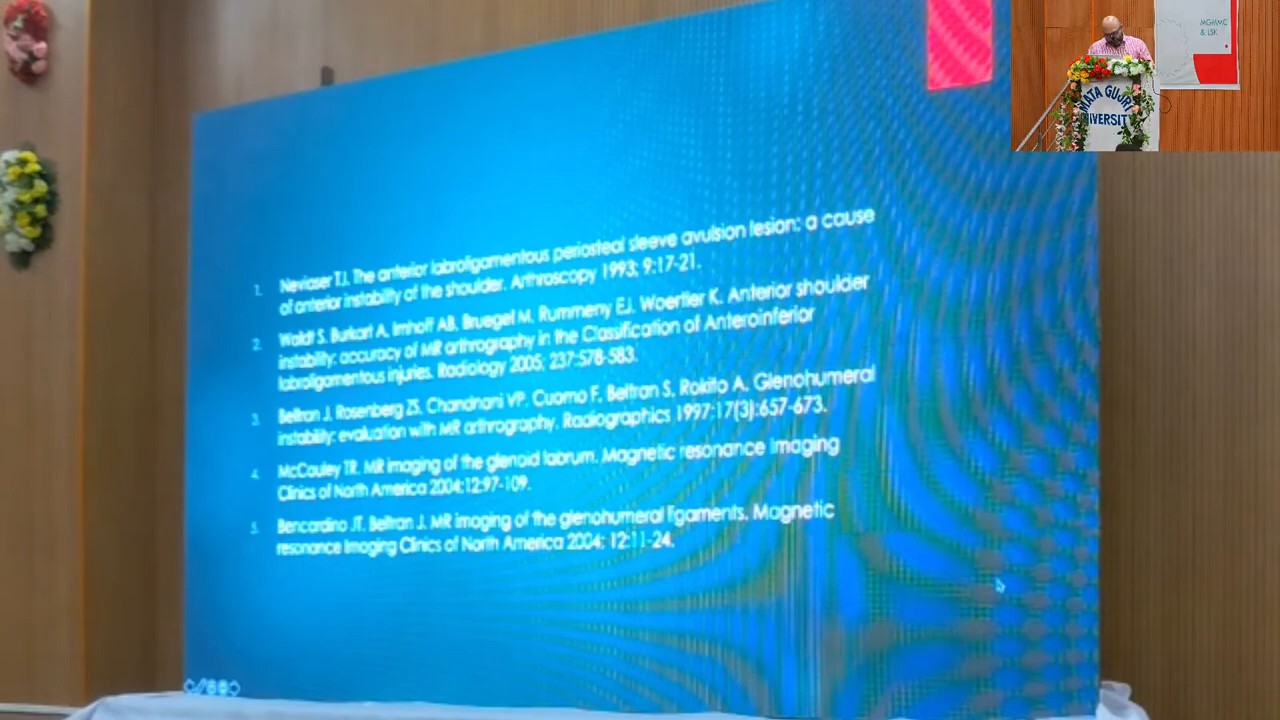 1. Neviaser TJ. The anterior labroligamentous periosteal sleeve avulsion lesion: a cause
of anterior instability of the shoulder. Arthroscopy 1993; 9:17-21.
2. Waldt S, Burkart A, Imhoff AB, Bruegel M, Rummeny EJ, Woertler K. Anterior shoulder
instability: accuracy of MR arthrography in the Classification of Anteroinferior
labroligamentous injuries. Radiology 2005; 237:578-583.
3. Beltran J, Rosenberg ZS, Chandnani VP, Cuomo F, Beltran S, Rokito A. Glenohumeral
instability: evaluation with MR arthrography. Radiographics 1997;17(3):657-673.
4. McCauley TR. MR imaging of the glenoid labrum. Magnetic resonance Imaging
Clinics of North America 2004;12:97-109.
5. Bencardino JT, Beltran J. MR imaging of the glenohumeral ligaments. Magnetic
resonance Imaging Clinics of North America 2004; 12:11-24.
MGMMC
& LSK
MATA GUJRI
UNIVERSITY